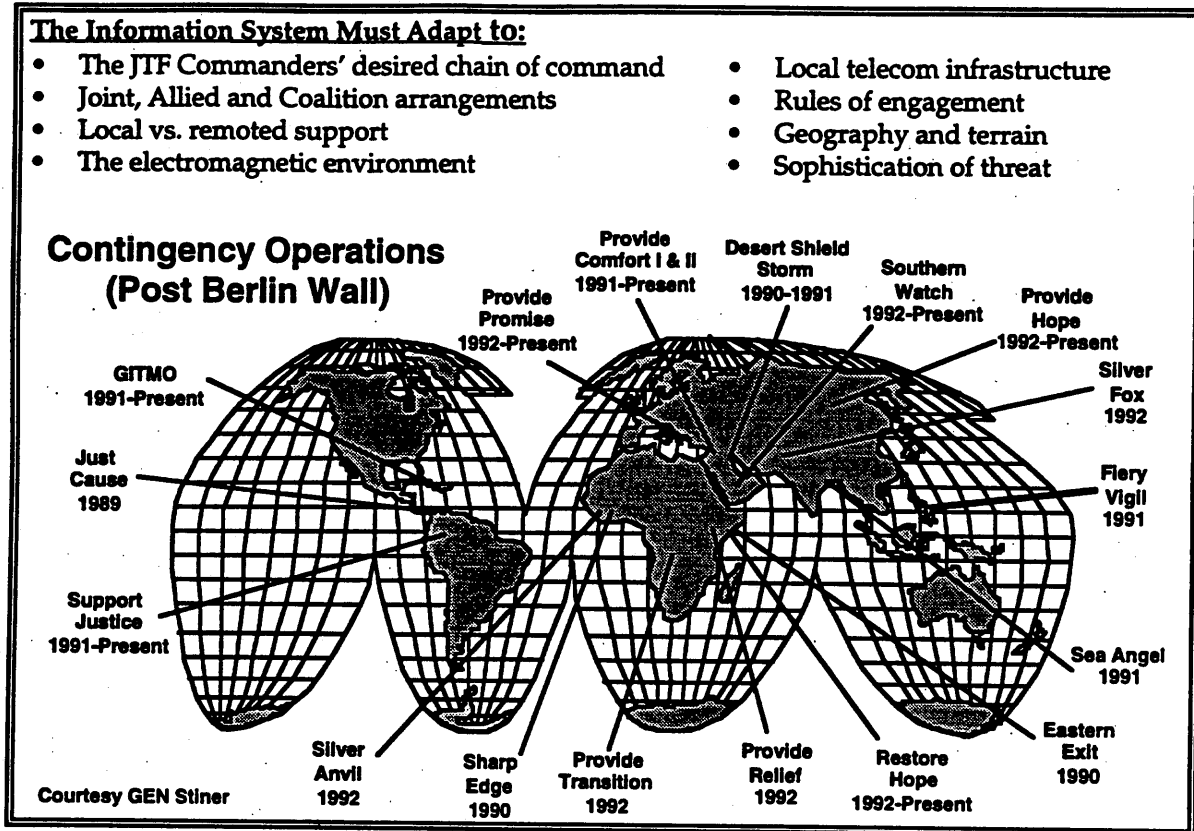 The Information System Must Adapt to:
• The JTF Commanders' desired chain of command
• Joint, Allied and Coalition arrangements
• Local vs. remoted support
• The electromagnetic environment
• Local telecom infrastructure
• Rules of engagement
• Geography and terrain
• Sophistication of threat
Contingency Operations
(Post Berlin Wall)
Provide
Promise
1992-Present
Provide
Comfort I & II
1991-Present
Desert Shield
Storm
1990-1991
Southern
Watch
1992-Present
Provide
Hope
1992-Present
Silver
Fox
1992
GITMO
1991-Present
Just
Cause
1989
Fiery
Vigil
1991
Support
Justice
1991-Present
Sea Angel
1991
Silver
Anvil
1992
Sharp
Edge
1990
Provide
Transition
1992
Provide
Relief
1992
Restore
Hope
1992-Present
Eastern
Exit
1990
Courtesy GEN Stiner